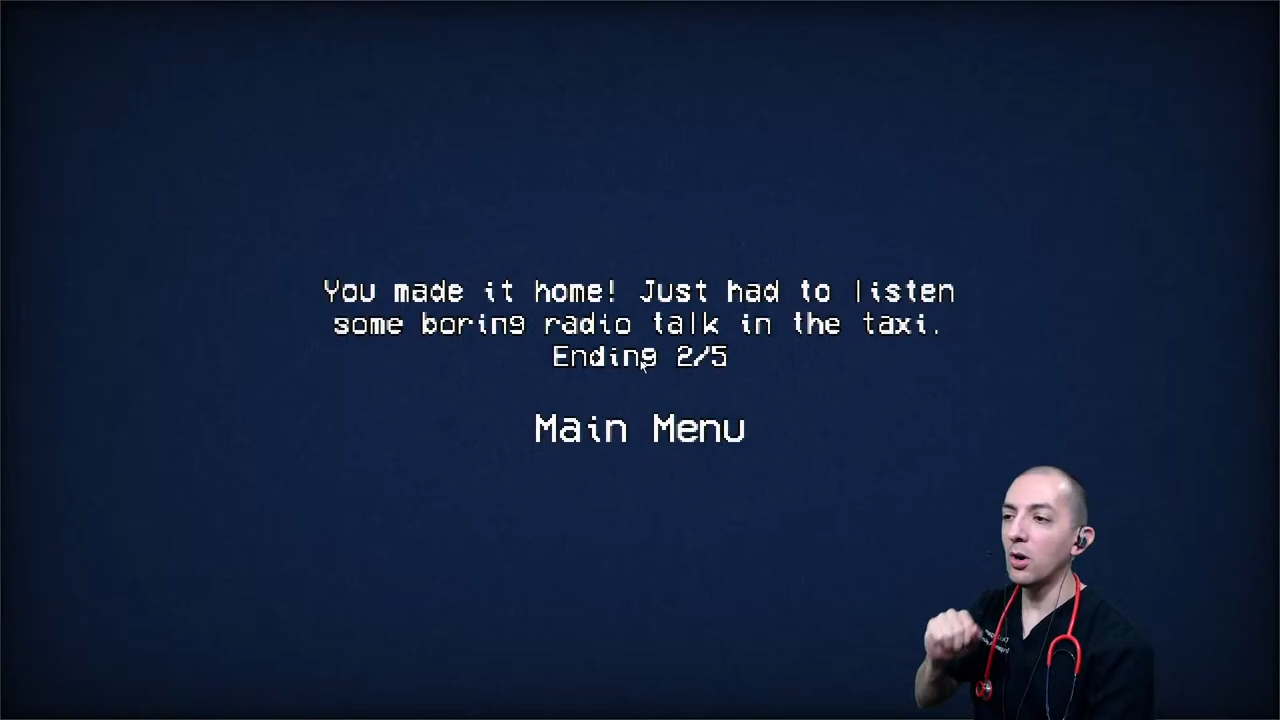 You made it home! Just had to listen
some boring radio talk in the taxi.
Ending 2/5
Main Menu